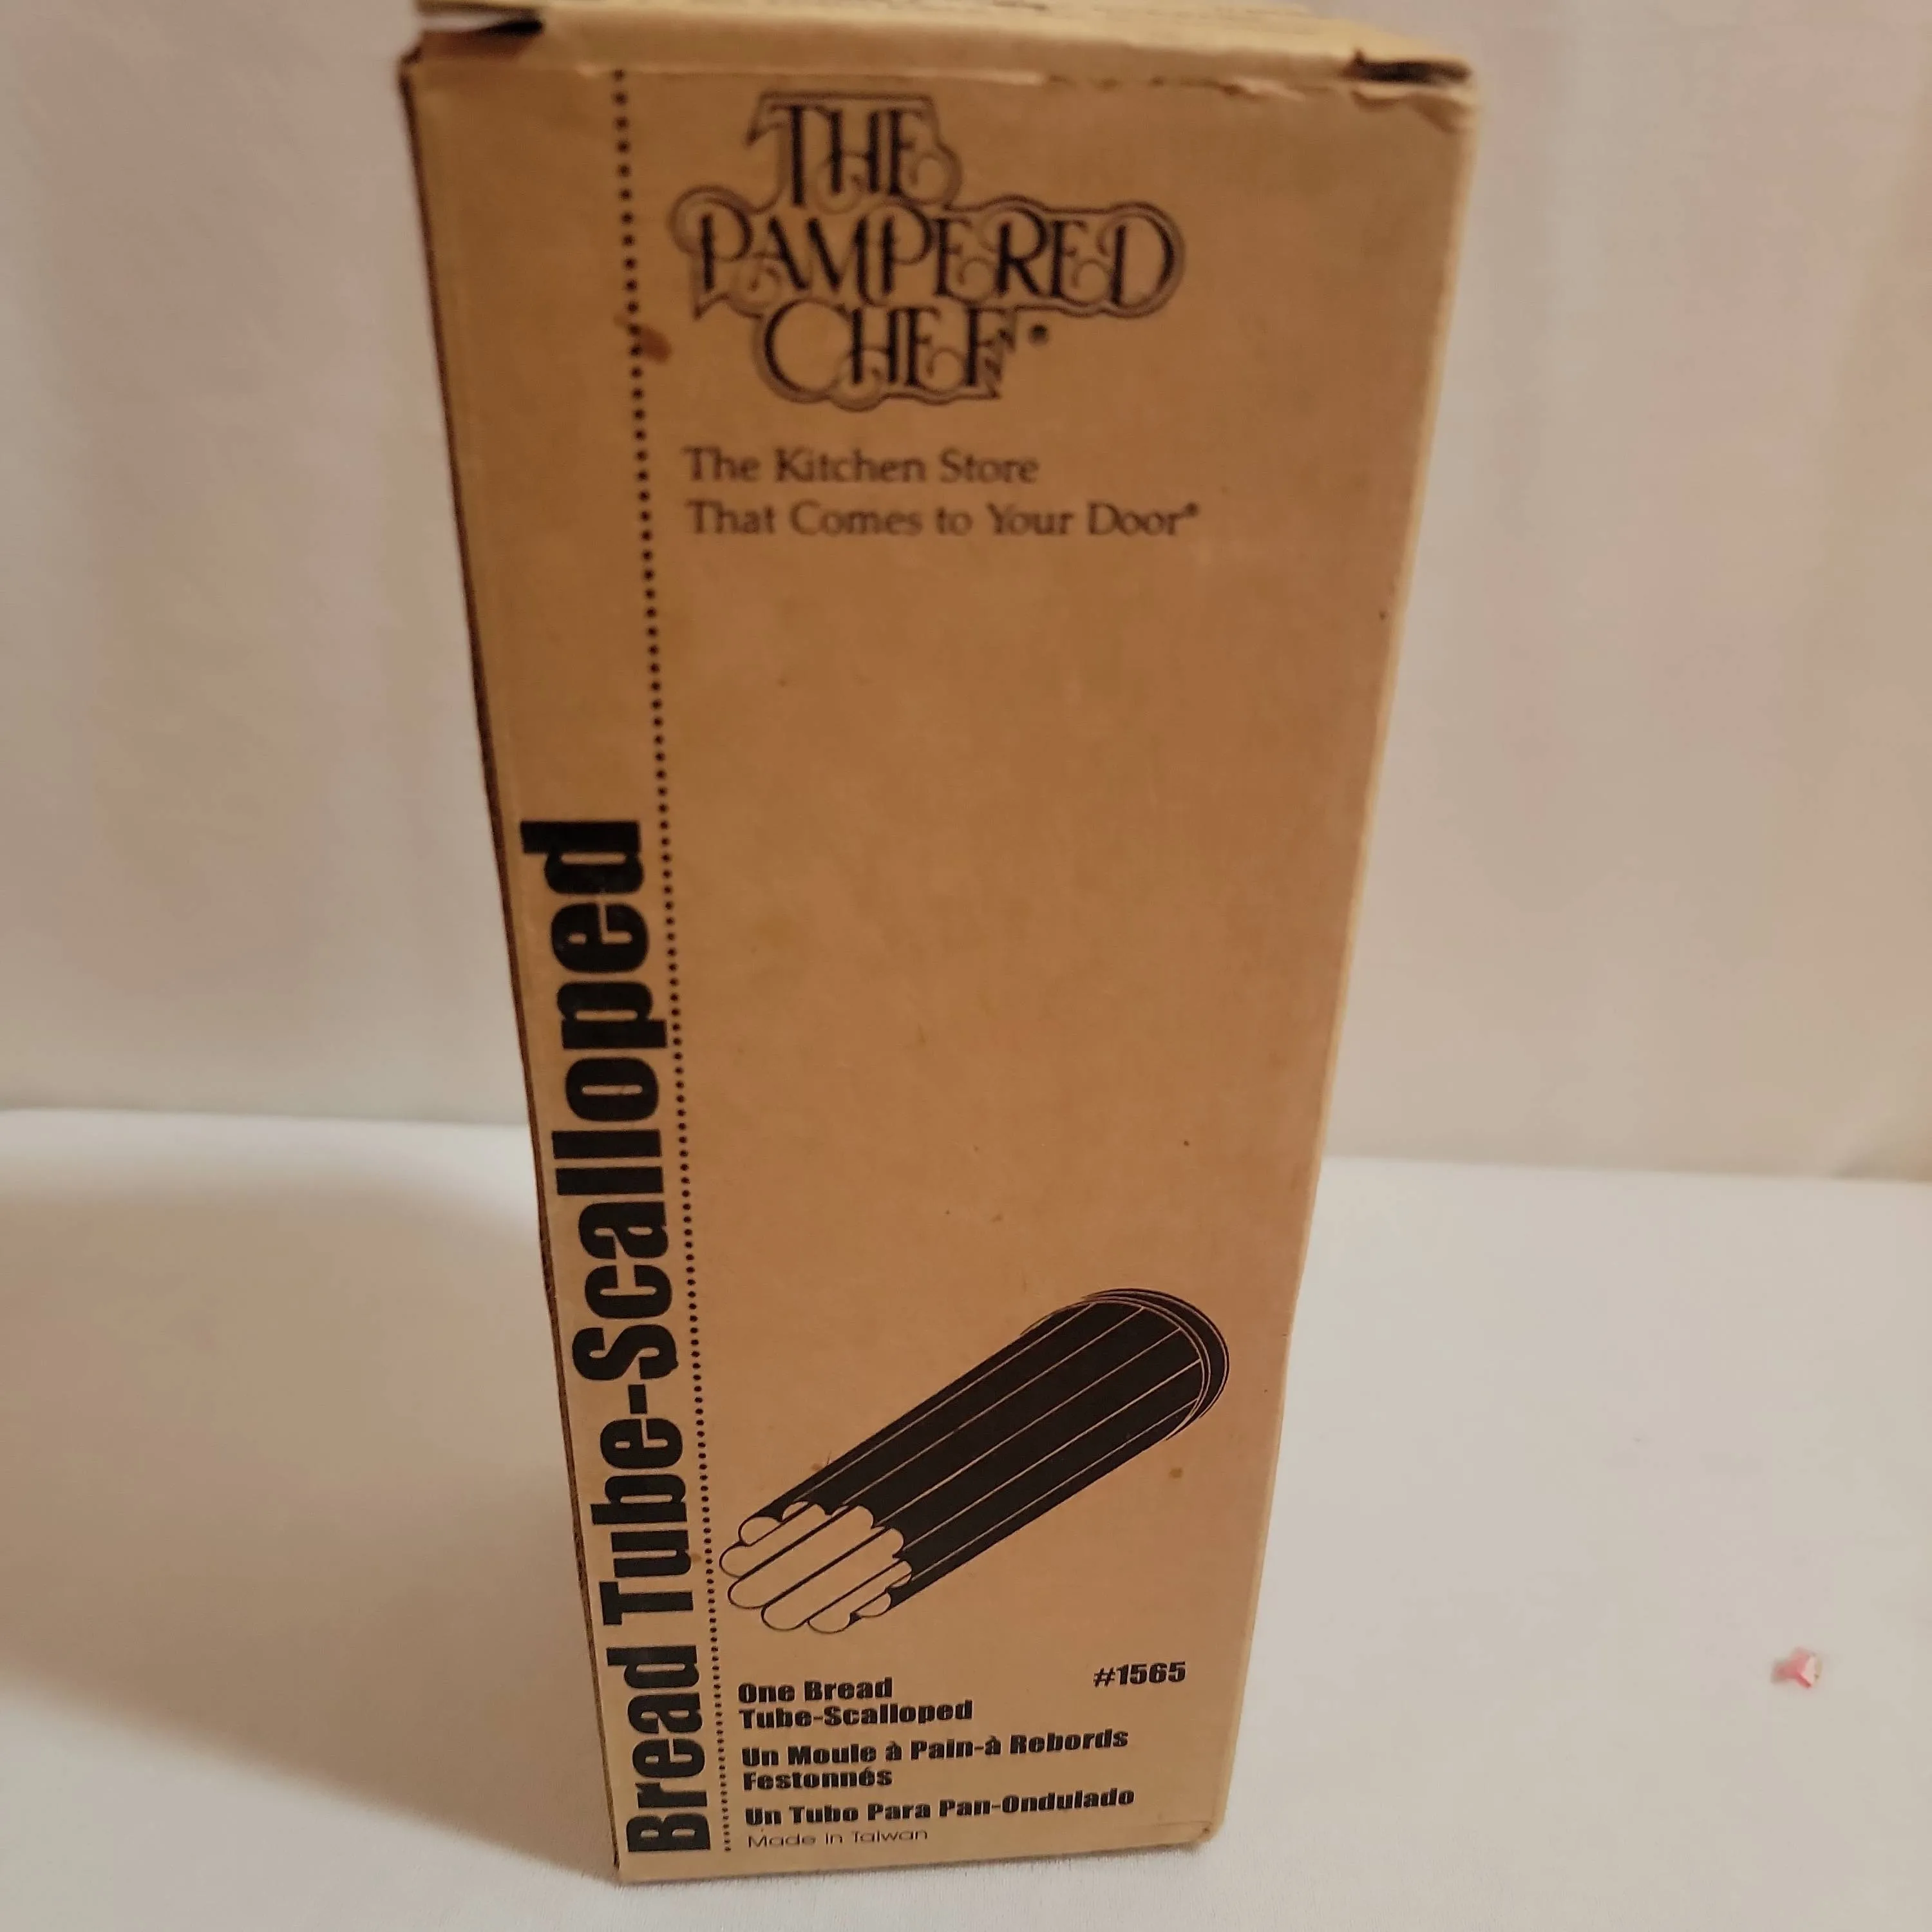 THE
PAMPERED
CHEF®
The Kitchen Store
That Comes to Your Door®
Bread Tube-Scalloped
One Bread
Tube-Scalloped
#1565
Un Moule à Pain-à Rebords
Festonnés
Un Tubo Para Pan-Ondulado
Made in Taiwan